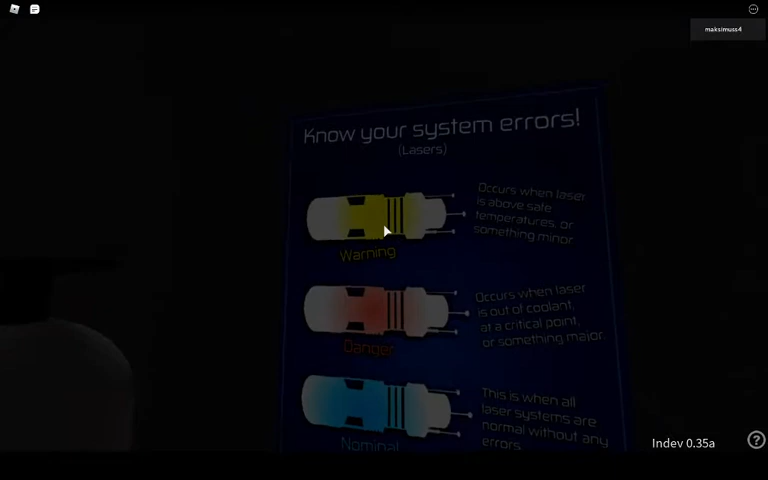 maksimuss4
Know your system errors!
(Lasers)
Occurs when laser
is above safe
temperatures, or
something minor
Warning
Occurs when laser
is out of coolant,
at a critical point,
or something major.
Danger
This is when all
laser systems are
normal without any
errors.
Nominal
Indev 0.35a
?